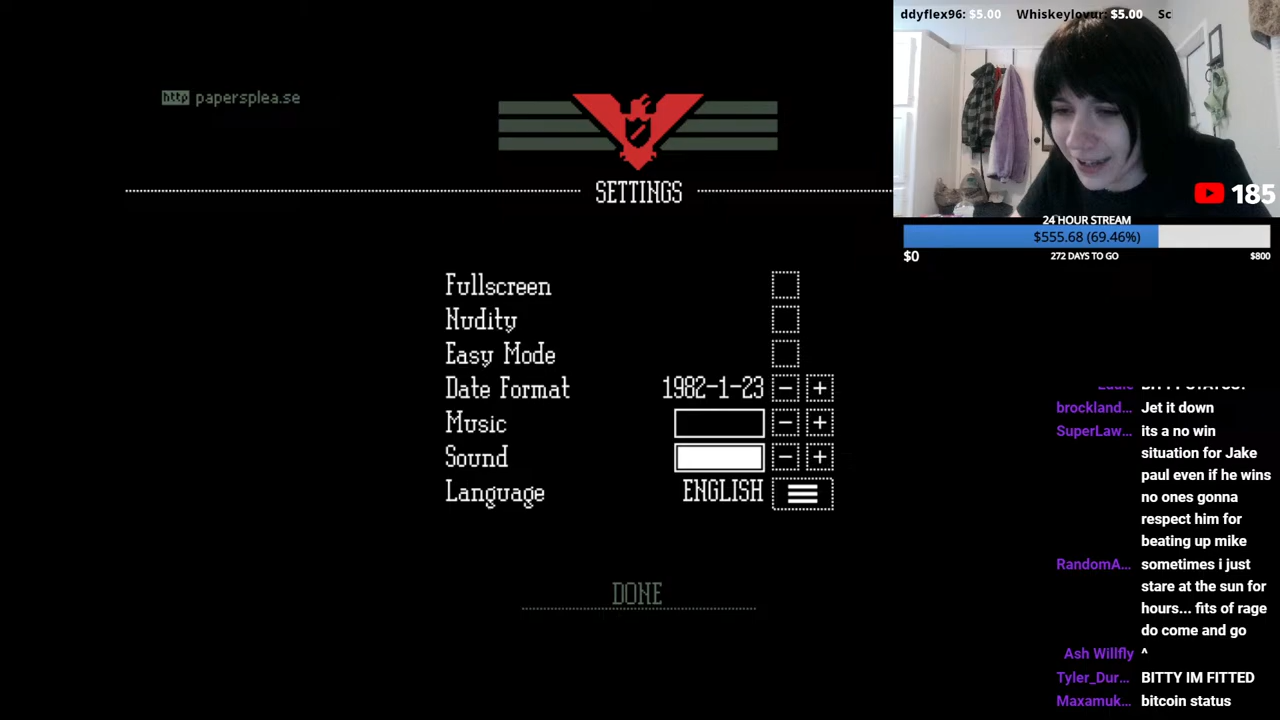 ddyflex96: $5.00 Whiskeylovur: $5.00 Sc
http papersplea.se
SETTINGS
185
24 HOUR STREAM
$555.68 (69.46%)
$0 272 DAYS TO GO $800
Fullscreen
Nudity
Easy Mode
Date Format 1982-1-23 - +
Music - +
Sound - +
Language ENGLISH
DONE
brockland... Jet it down
SuperLaw... its a no win
situation for Jake
paul even if he wins
no ones gonna
respect him for
beating up mike
RandomA... sometimes i just
stare at the sun for
hours... fits of rage
do come and go
Ash Willfly ^
Tyler_Dur... BITTY IM FITTED
Maxamuk... bitcoin status